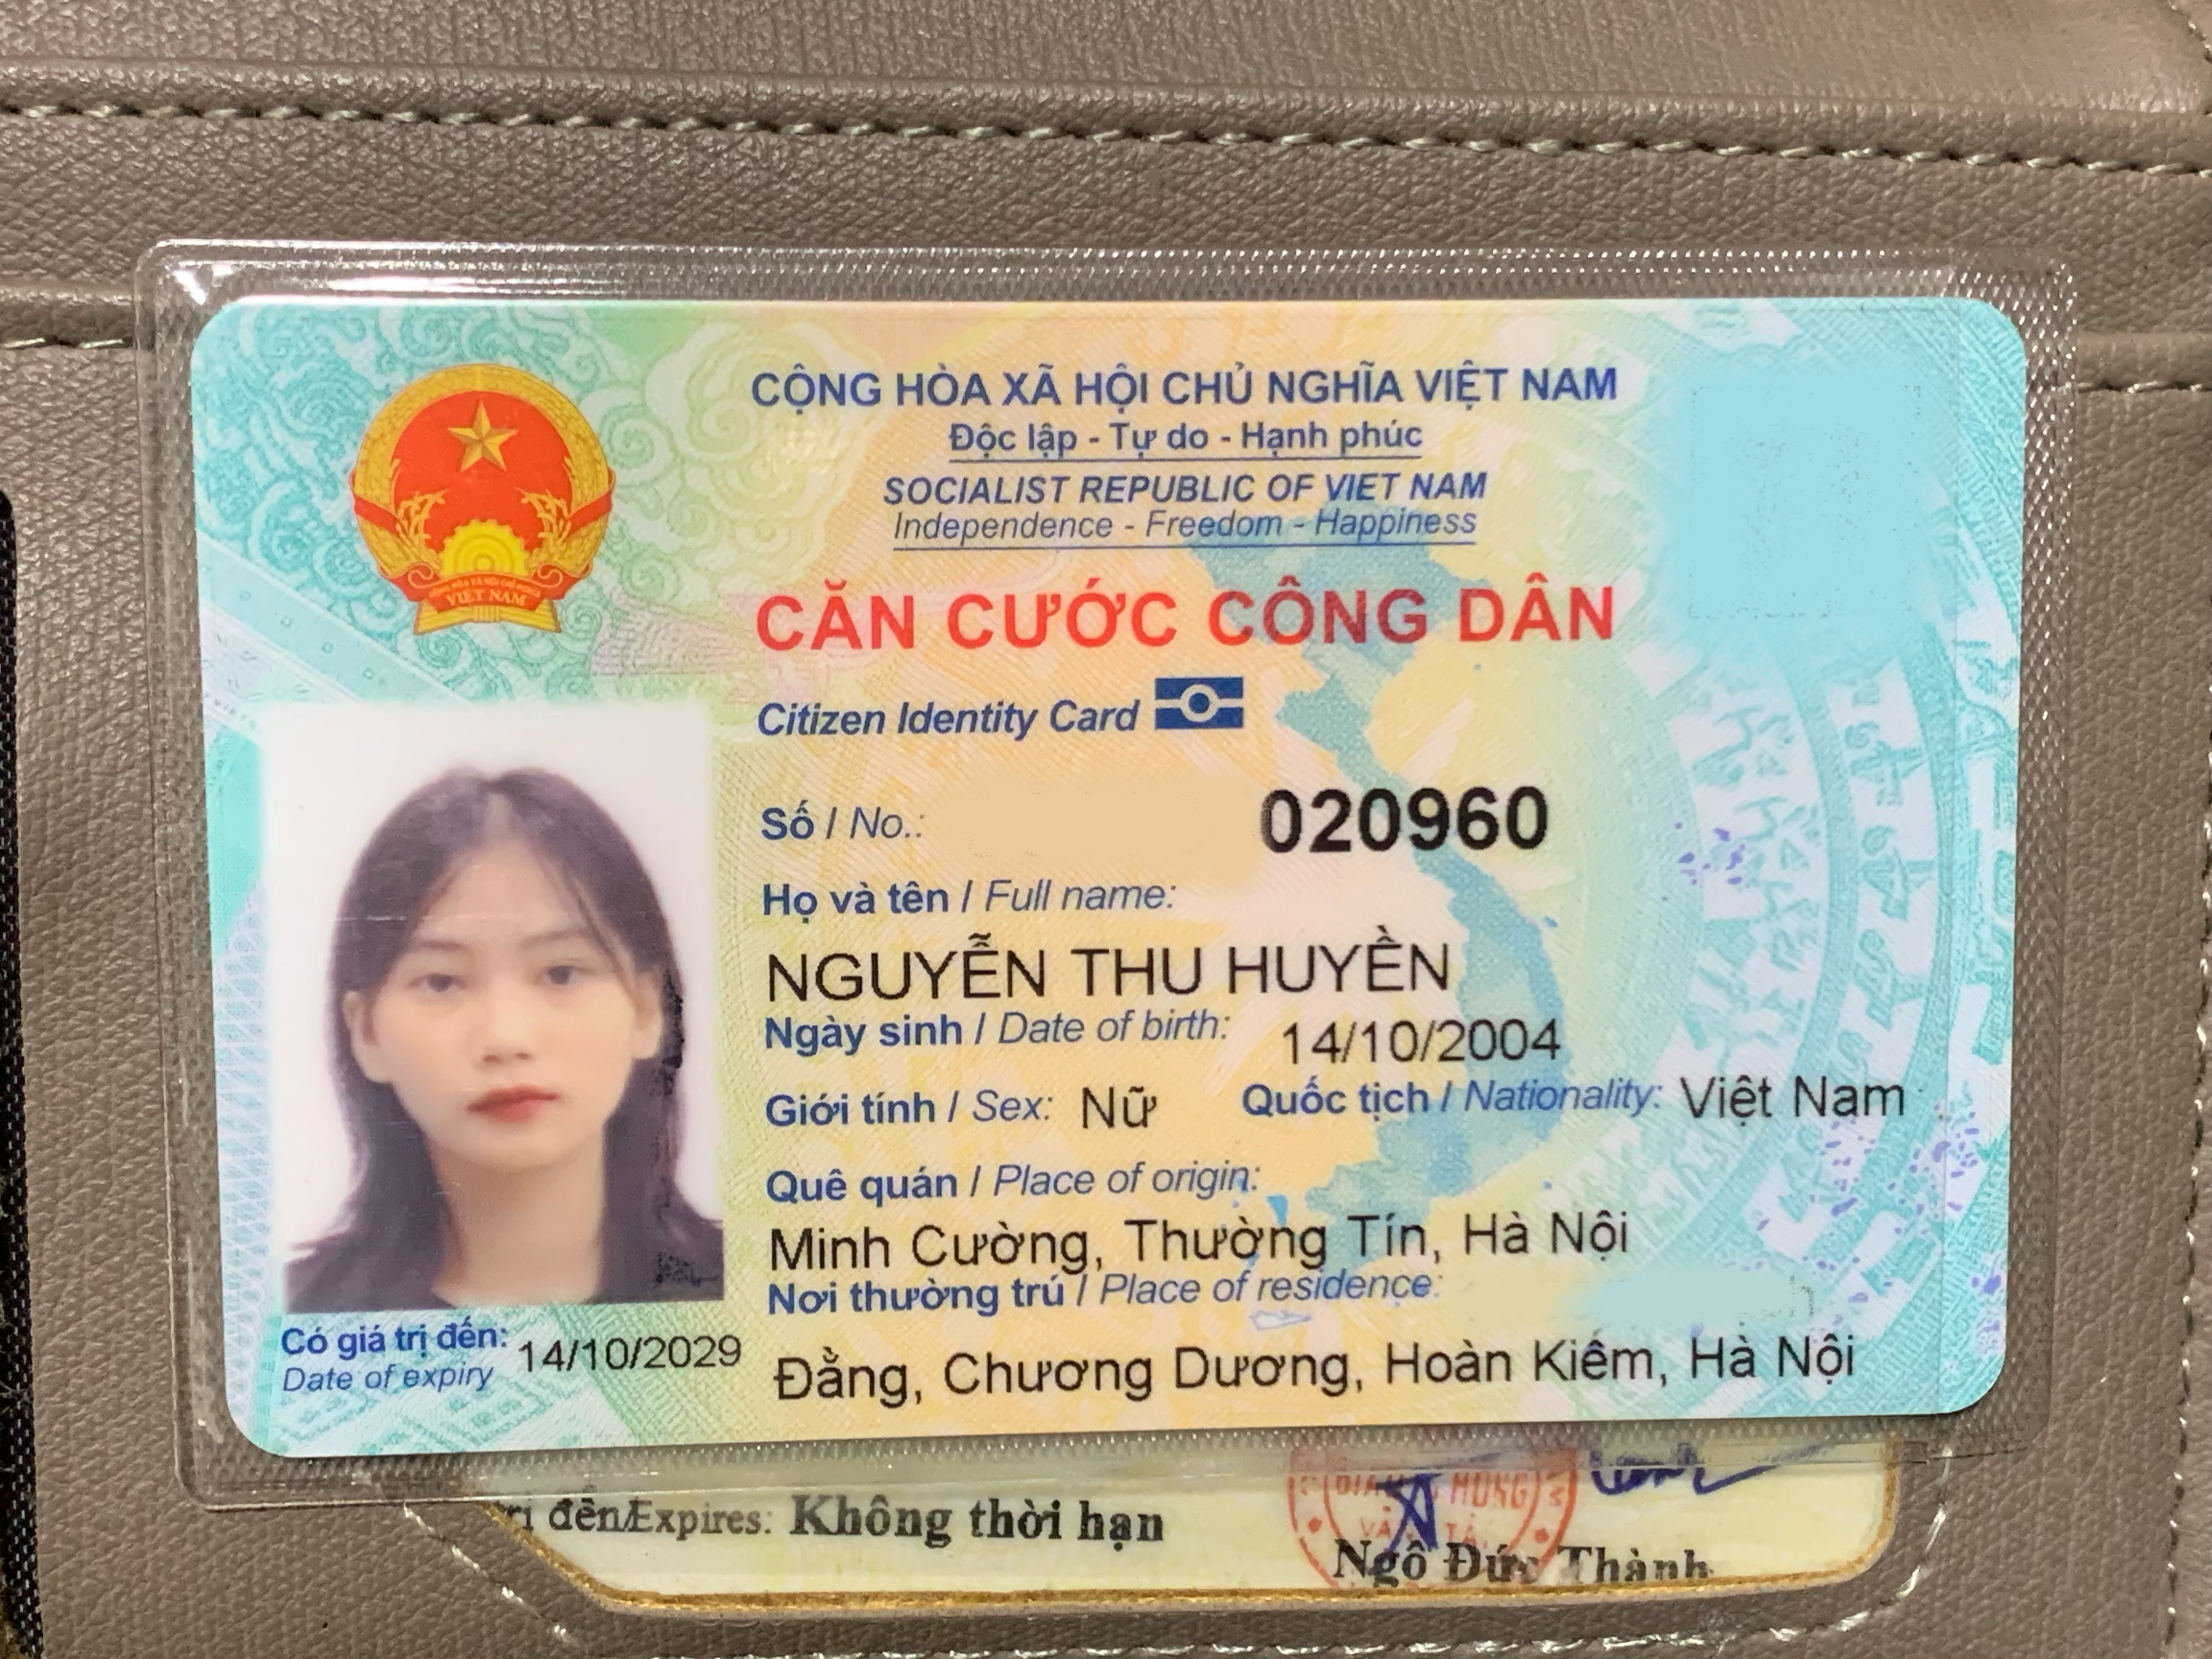 CỘNG HÒA XÃ HỘI CHỦ NGHĨA VIỆT NAM
Độc lập - Tự do - Hạnh phúc
SOCIALIST REPUBLIC OF VIET NAM
Independence - Freedom - Happiness
VIỆT NAM
CĂN CƯỚC CÔNG DÂN
Citizen Identity Card
Số / No.: 020960
Họ và tên / Full name:
NGUYỄN THU HUYỀN
Ngày sinh / Date of birth: 14/10/2004
Giới tính / Sex: Nữ Quốc tịch / Nationality: Việt Nam
Quê quán / Place of origin:
Minh Cường, Thường Tín, Hà Nội
Nơi thường trú / Place of residence:
Đằng, Chương Dương, Hoàn Kiếm, Hà Nội
Có giá trị đến: 14/10/2029
Date of expiry
đến/Expires: Không thời hạn
Ngô Đức Thành